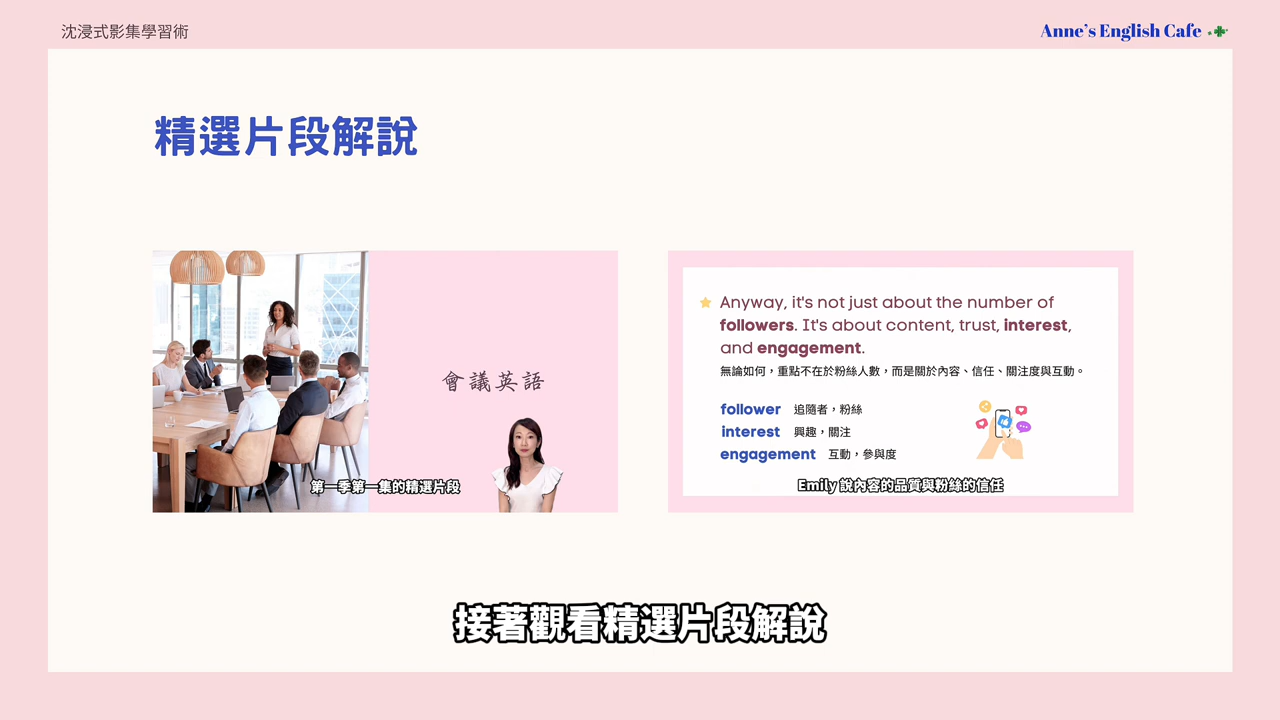 沈浸式影集學習術
Anne's English Cafe
精選片段解說
會議英語
第一季第一集的精選片段
Anyway, it's not just about the number of
followers. It's about content, trust, interest,
and engagement.
無論如何，重點不在於粉絲人數，而是關於內容、信任、關注度與互動。
follower 追隨者，粉絲
interest 興趣，關注
engagement 互動，參與度
Emily 說內容的品質與粉絲的信任
接著觀看精選片段解說